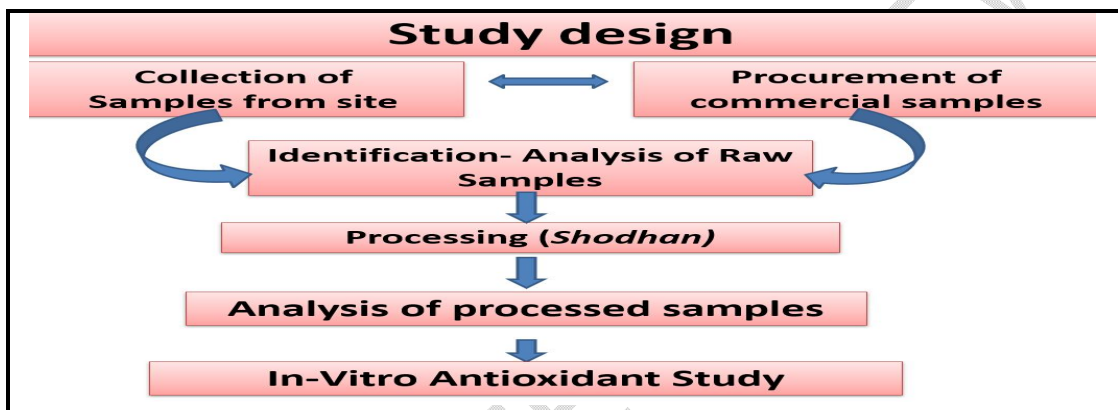 Study design
Collection of
Samples from site
Procurement of
commercial samples
Identification- Analysis of Raw
Samples
Processing (Shodhan)
Analysis of processed samples
In-Vitro Antioxidant Study